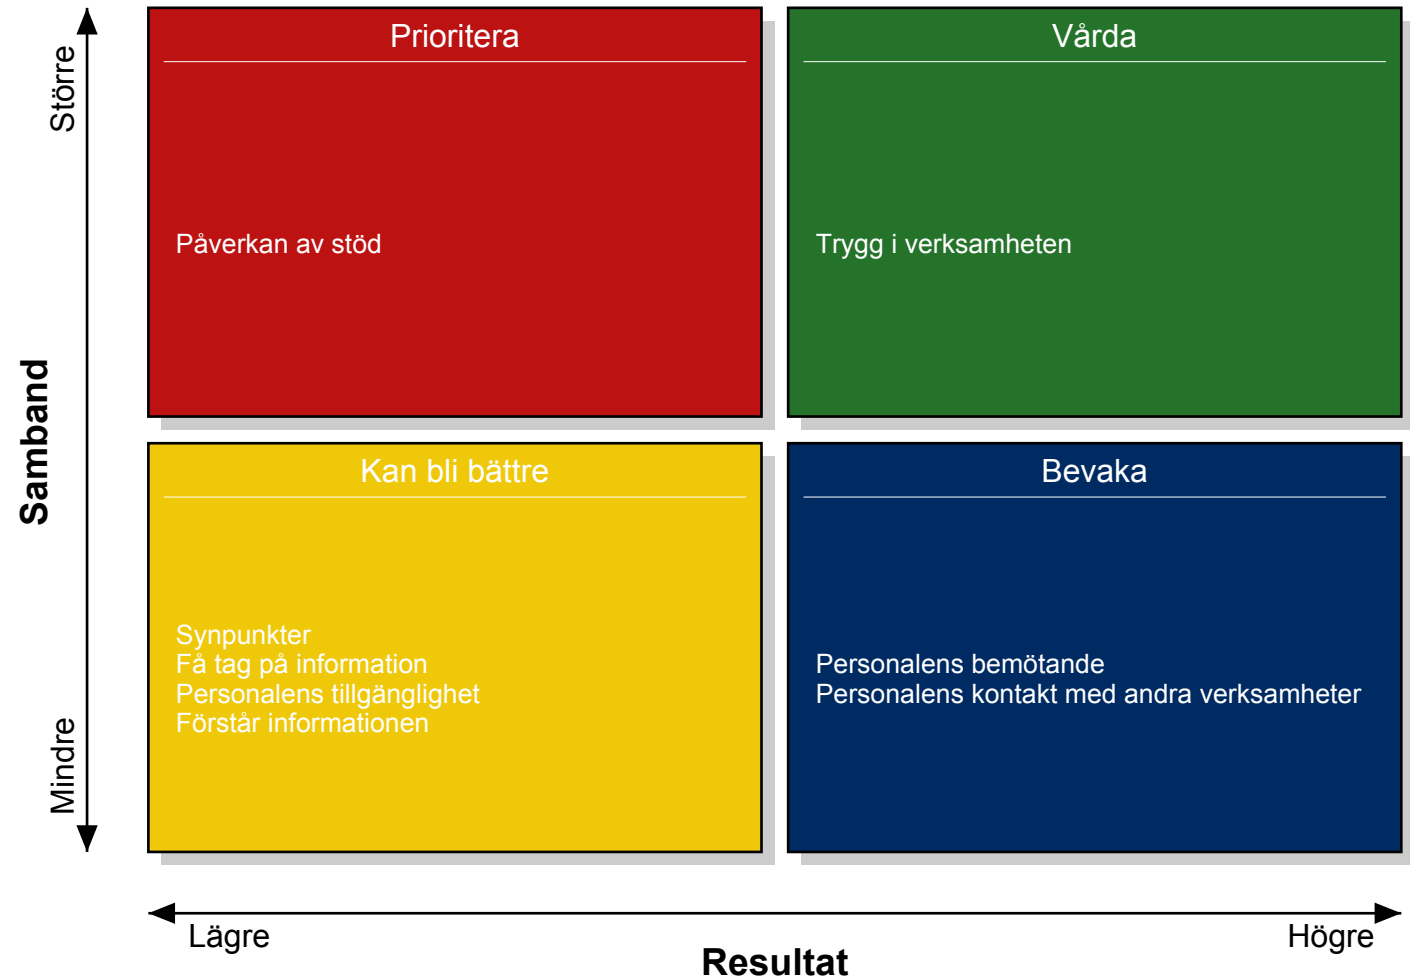 Större
Samband
Mindre
Prioritera
Påverkan av stöd
Vårda
Trygg i verksamheten
Kan bli bättre
Synpunkter
Få tag på information
Personalens tillgänglighet
Förstår informationen
Bevaka
Personalens bemötande
Personalens kontakt med andra verksamheter
Lägre
Resultat
Högre